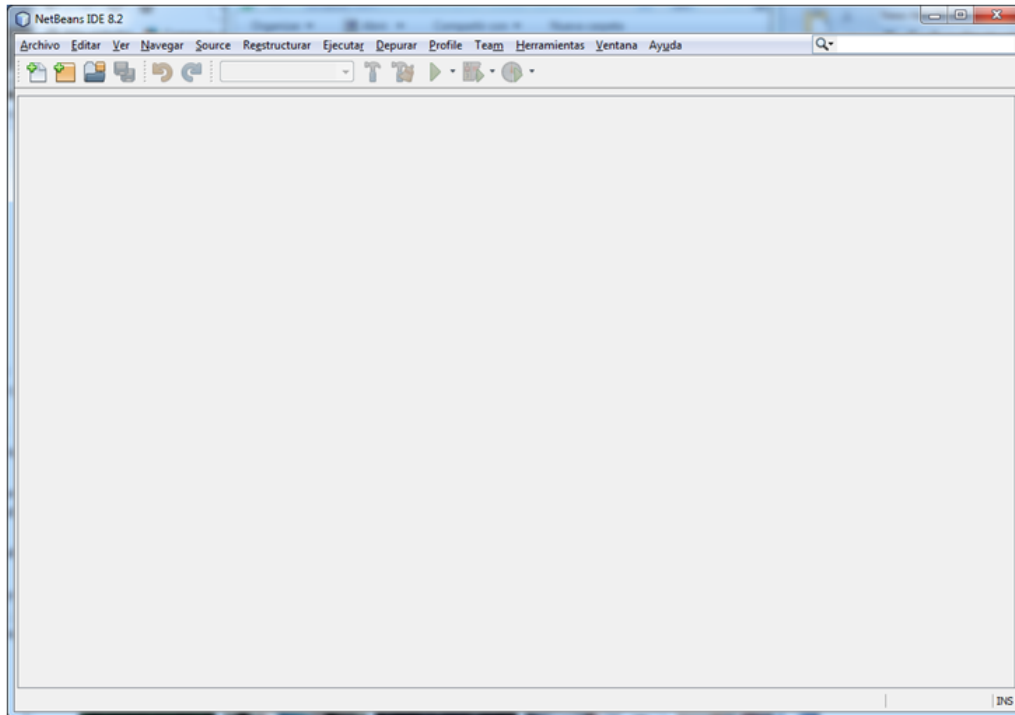 NetBeans IDE 8.2
Archivo Editar Ver Navegar Source Reestructurar Ejecutar Depurar Profile Team Herramientas Ventana Ayuda
INS